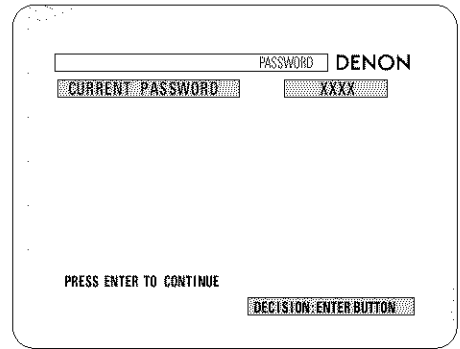 PASSWORD DENON
CURRENT PASSWORD XXXX
PRESS ENTER TO CONTINUE
DECISION:ENTER BUTTON